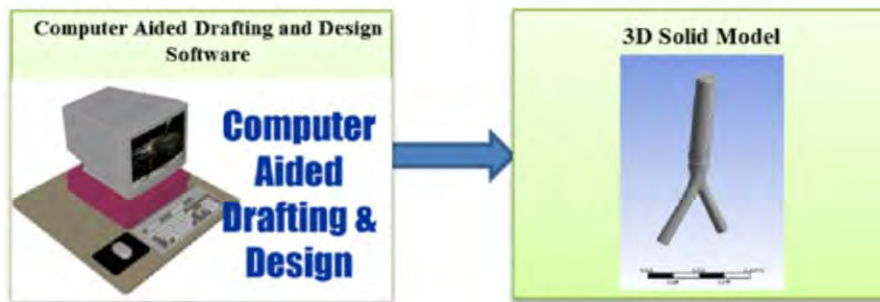 Computer Aided Drafting and Design
Software
Computer
Aided
Drafting &
Design
3D Solid Model